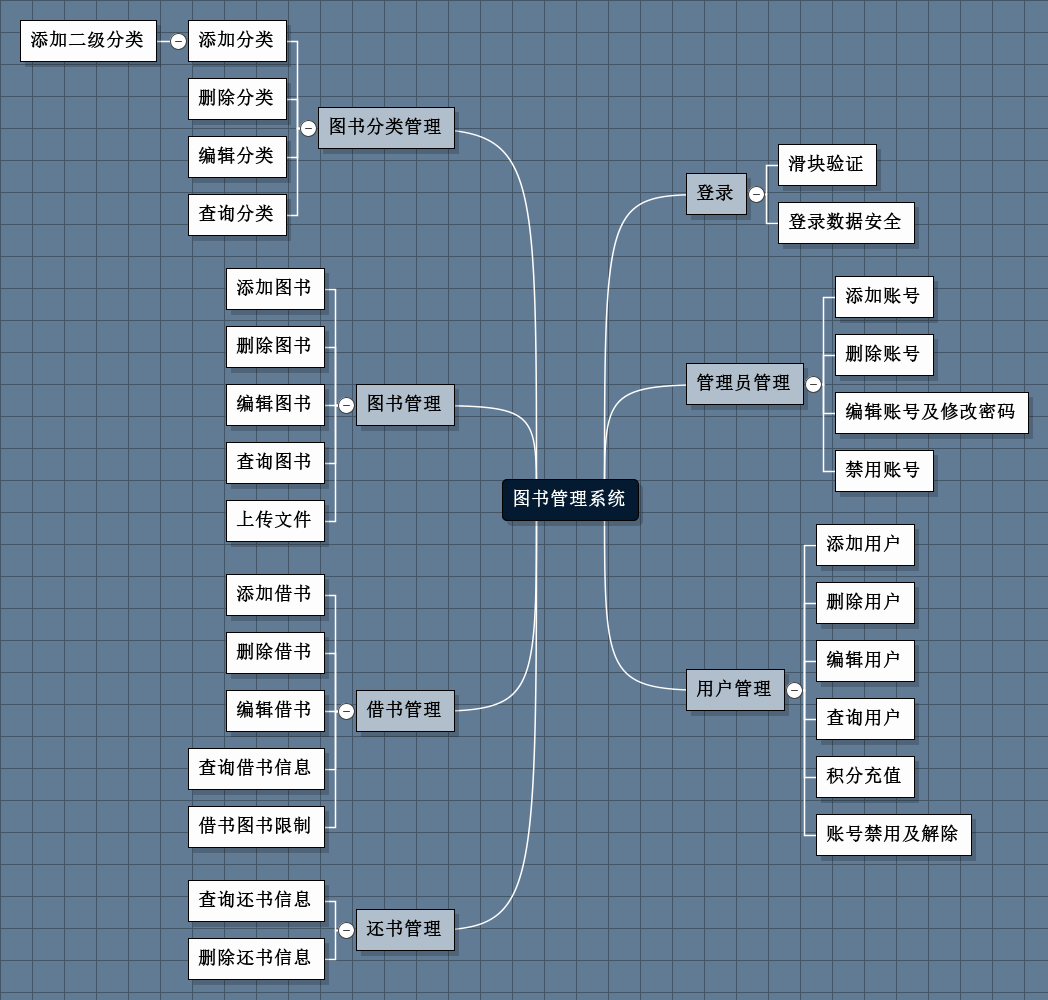 图书管理系统
登录
滑块验证
登录数据安全
管理员管理
添加账号
删除账号
编辑账号及修改密码
禁用账号
用户管理
添加用户
删除用户
编辑用户
查询用户
积分充值
账号禁用及解除
图书分类管理
添加分类
添加二级分类
删除分类
编辑分类
查询分类
图书管理
添加图书
删除图书
编辑图书
查询图书
上传文件
借书管理
添加借书
删除借书
编辑借书
查询借书信息
借书图书限制
还书管理
查询还书信息
删除还书信息